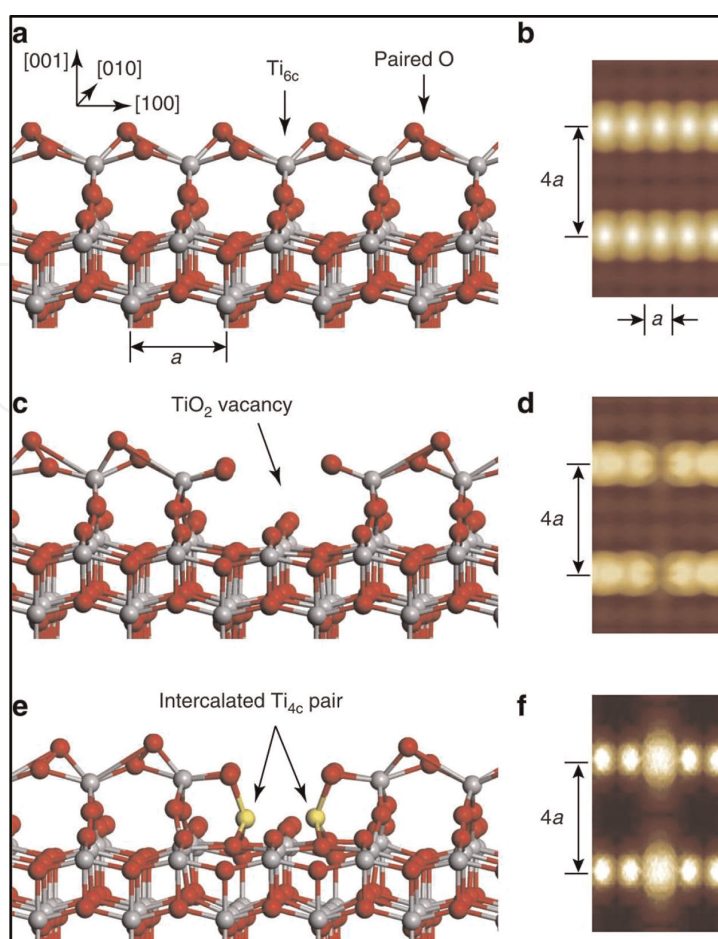 a
[001]
[010]
[100]
Ti6c
Paired O
a
b
4a
a
c
TiO2 vacancy
d
4a
e
Intercalated Ti4c pair
f
4a